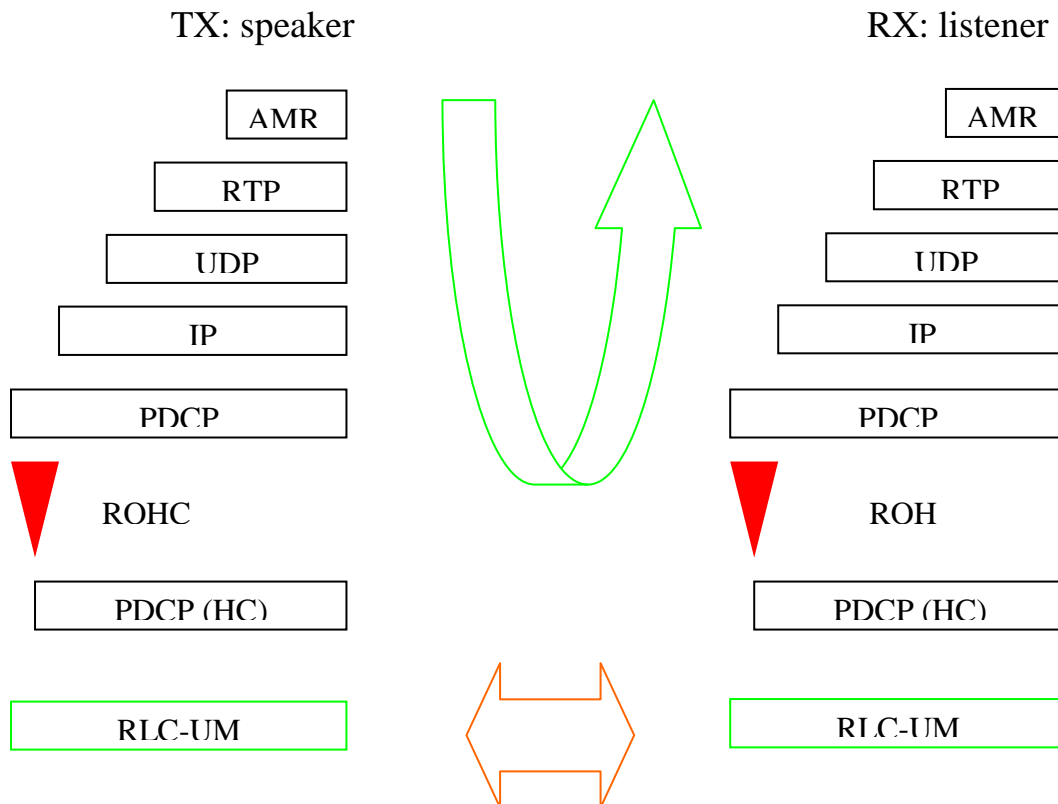 TX: speaker
RX: listener
AMR
AMR
RTP
RTP
UDP
UDP
IP
IP
PDCP
PDCP
ROHC
ROH
PDCP (HC)
PDCP (HC)
RLC-UM
RLC-UM